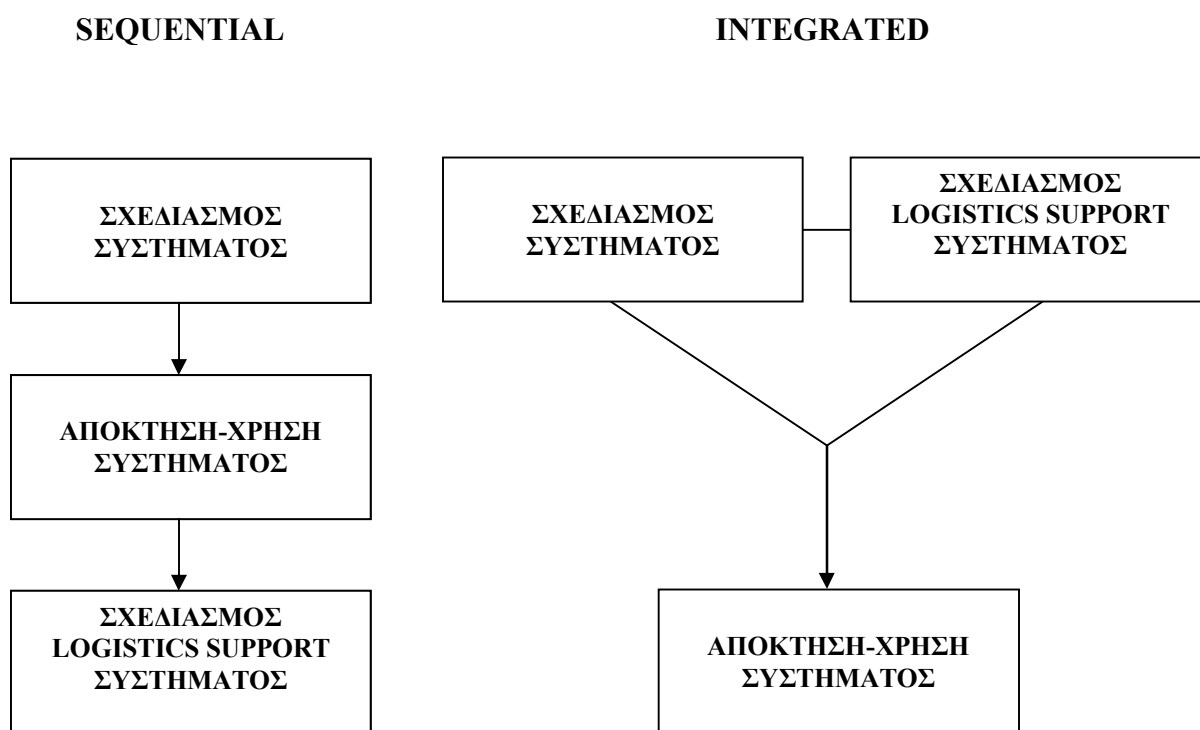 SEQUENTIAL
ΣΧΕΔΙΑΣΜΟΣ
ΣΥΣΤΗΜΑΤΟΣ
ΑΠΟΚΤΗΣΗ-ΧΡΗΣΗ
ΣΥΣΤΗΜΑΤΟΣ
ΣΧΕΔΙΑΣΜΟΣ
LOGISTICS SUPPORT
ΣΥΣΤΗΜΑΤΟΣ
INTEGRATED
ΣΧΕΔΙΑΣΜΟΣ
ΣΥΣΤΗΜΑΤΟΣ
ΣΧΕΔΙΑΣΜΟΣ
LOGISTICS SUPPORT
ΣΥΣΤΗΜΑΤΟΣ
ΑΠΟΚΤΗΣΗ-ΧΡΗΣΗ
ΣΥΣΤΗΜΑΤΟΣ